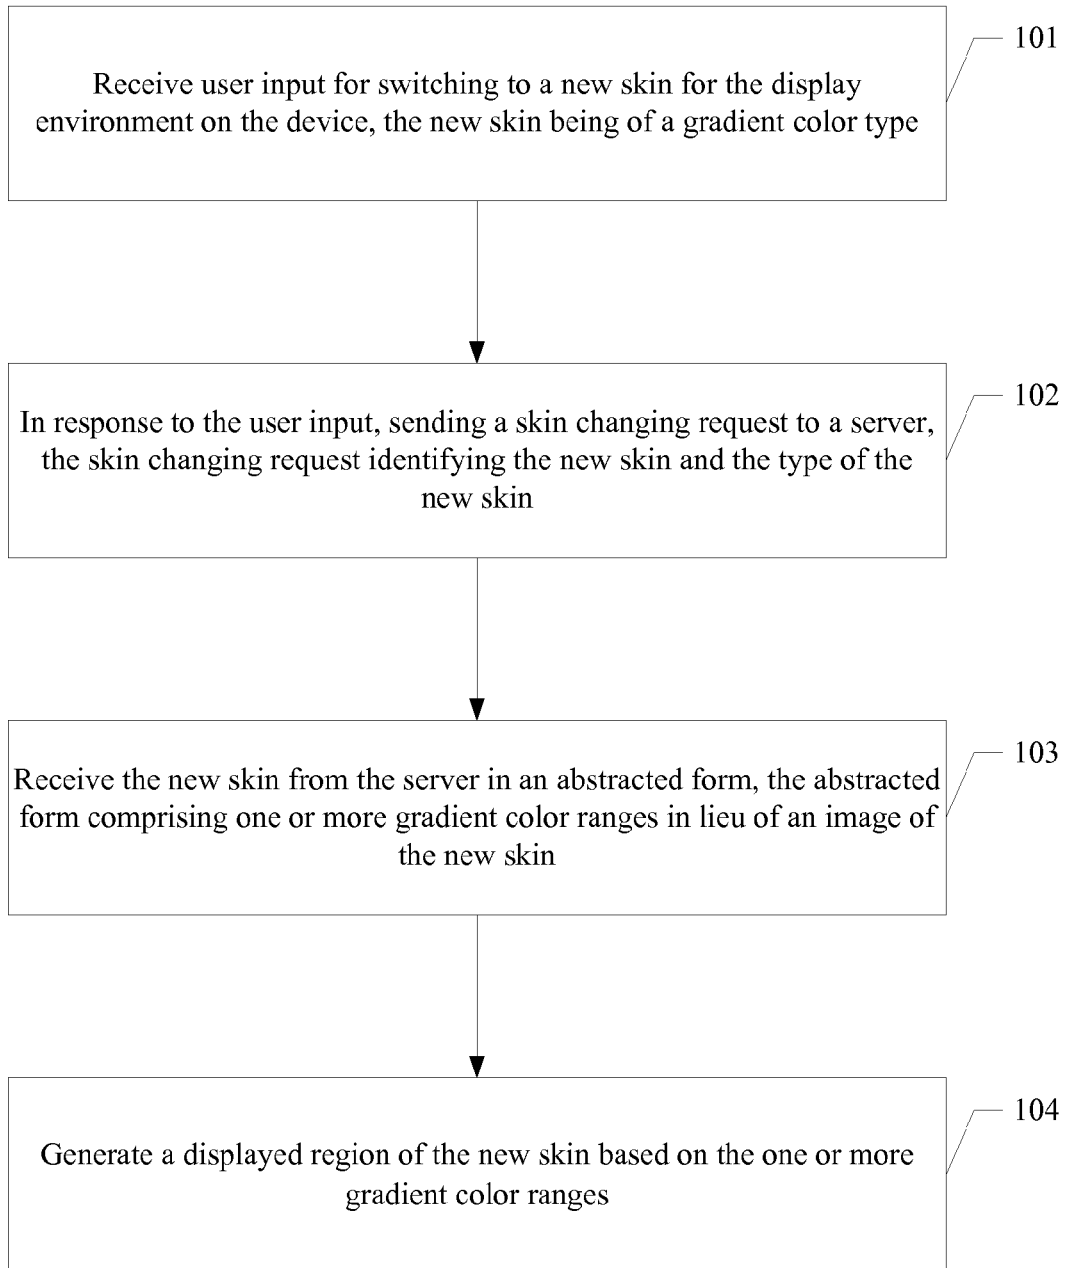 101
Receive user input for switching to a new skin for the display
environment on the device, the new skin being of a gradient color type
102
In response to the user input, sending a skin changing request to a server,
the skin changing request identifying the new skin and the type of the
new skin
103
Receive the new skin from the server in an abstracted form, the abstracted
form comprising one or more gradient color ranges in lieu of an image of
the new skin
104
Generate a displayed region of the new skin based on the one or more
gradient color ranges